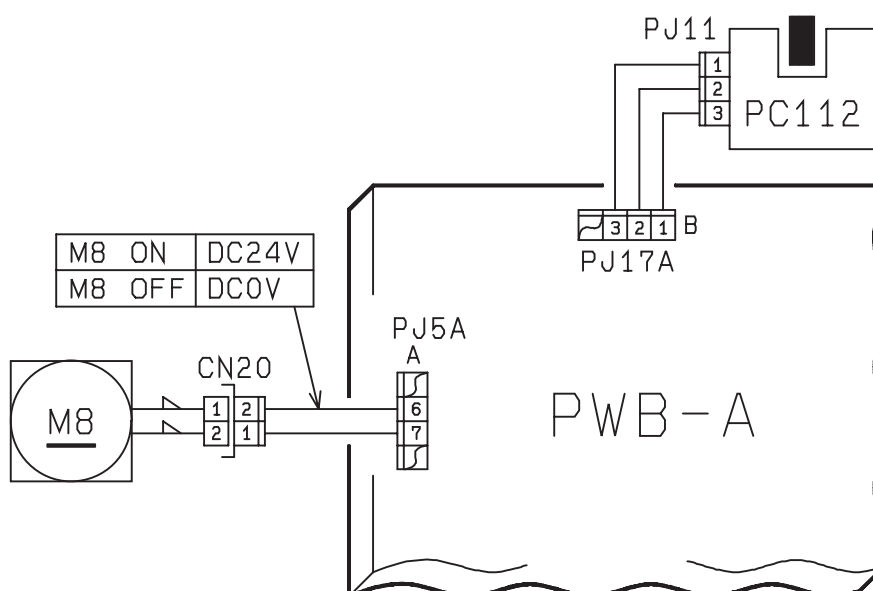 PJ11
1
2
3
PC112
3 2 1 B
PJ17A
M8 ON DC24V
M8 OFF DC0V
PJ5A
A
CN20
1 2
2 1
6
7
M8
PWB-A